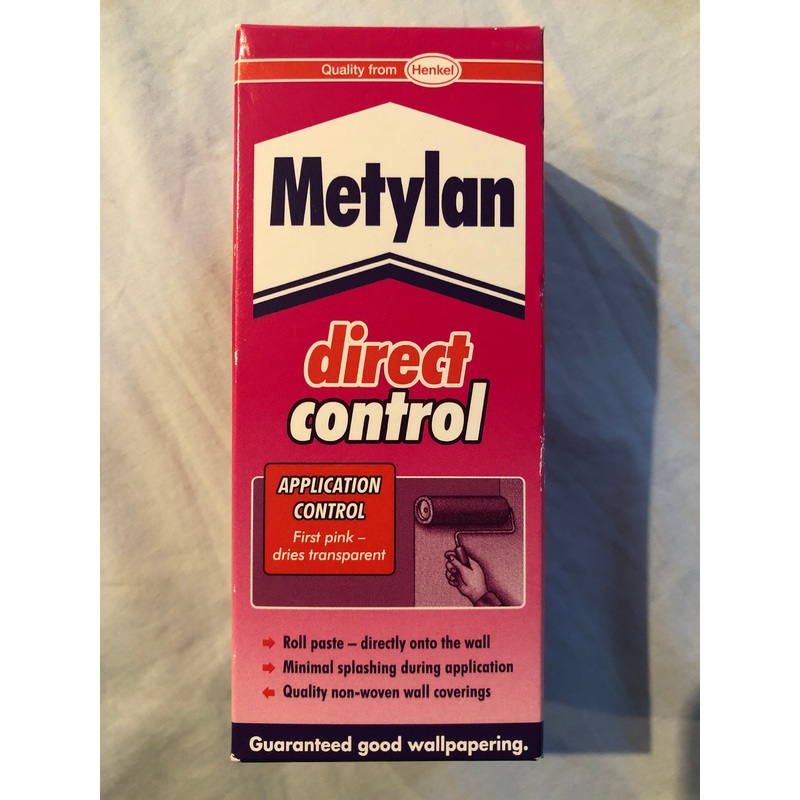 Quality from Henkel
Metylan
direct
control
APPLICATION
CONTROL
First pink –
dries transparent
Roll paste – directly onto the wall
Minimal splashing during application
Quality non-woven wall coverings
Guaranteed good wallpapering.